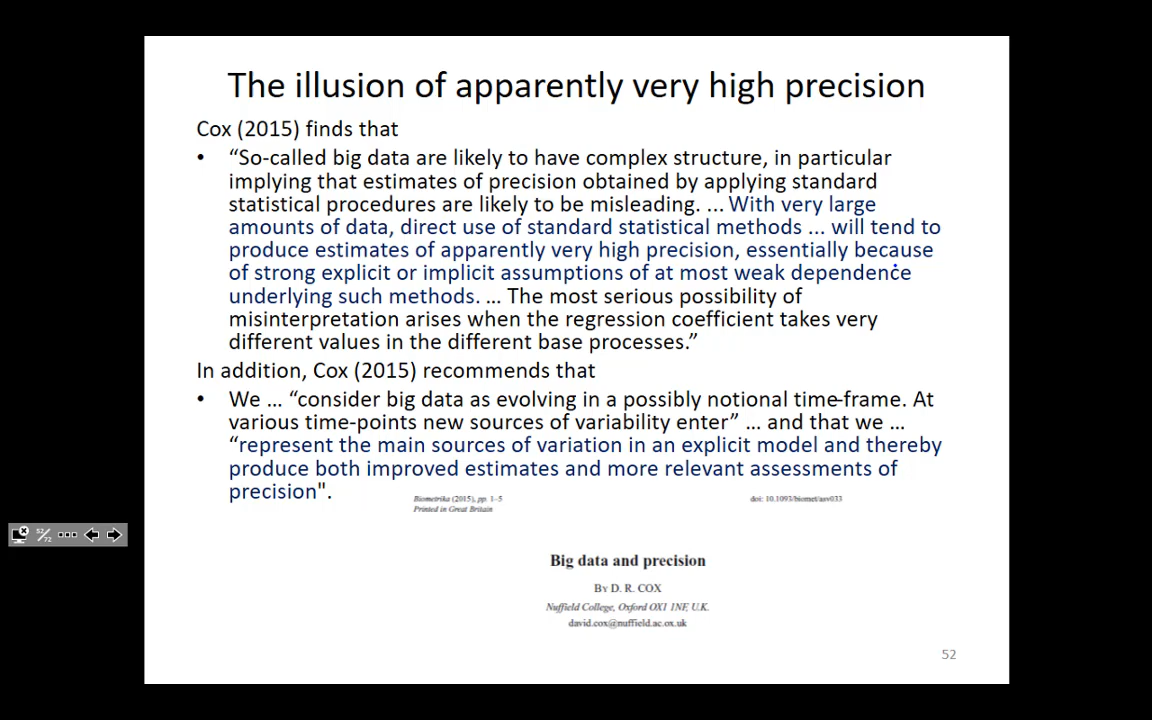 The illusion of apparently very high precision
Cox (2015) finds that
• “So-called big data are likely to have complex structure, in particular
implying that estimates of precision obtained by applying standard
statistical procedures are likely to be misleading. ... With very large
amounts of data, direct use of standard statistical methods ... will tend to
produce estimates of apparently very high precision, essentially because
of strong explicit or implicit assumptions of at most weak dependence
underlying such methods. ... The most serious possibility of
misinterpretation arises when the regression coefficient takes very
different values in the different base processes.”
In addition, Cox (2015) recommends that
• We ... “consider big data as evolving in a possibly notional time-frame. At
various time-points new sources of variability enter” ... and that we ...
“represent the main sources of variation in an explicit model and thereby
produce both improved estimates and more relevant assessments of
precision".
Biometrika (2015), pp. 1–5
Printed in Great Britain
doi: 10.1093/biomet/asv033
52/72
Big data and precision
By D. R. COX
Nuffield College, Oxford OX1 1NF, U.K.
david.cox@nuffield.ac.ox.uk
52